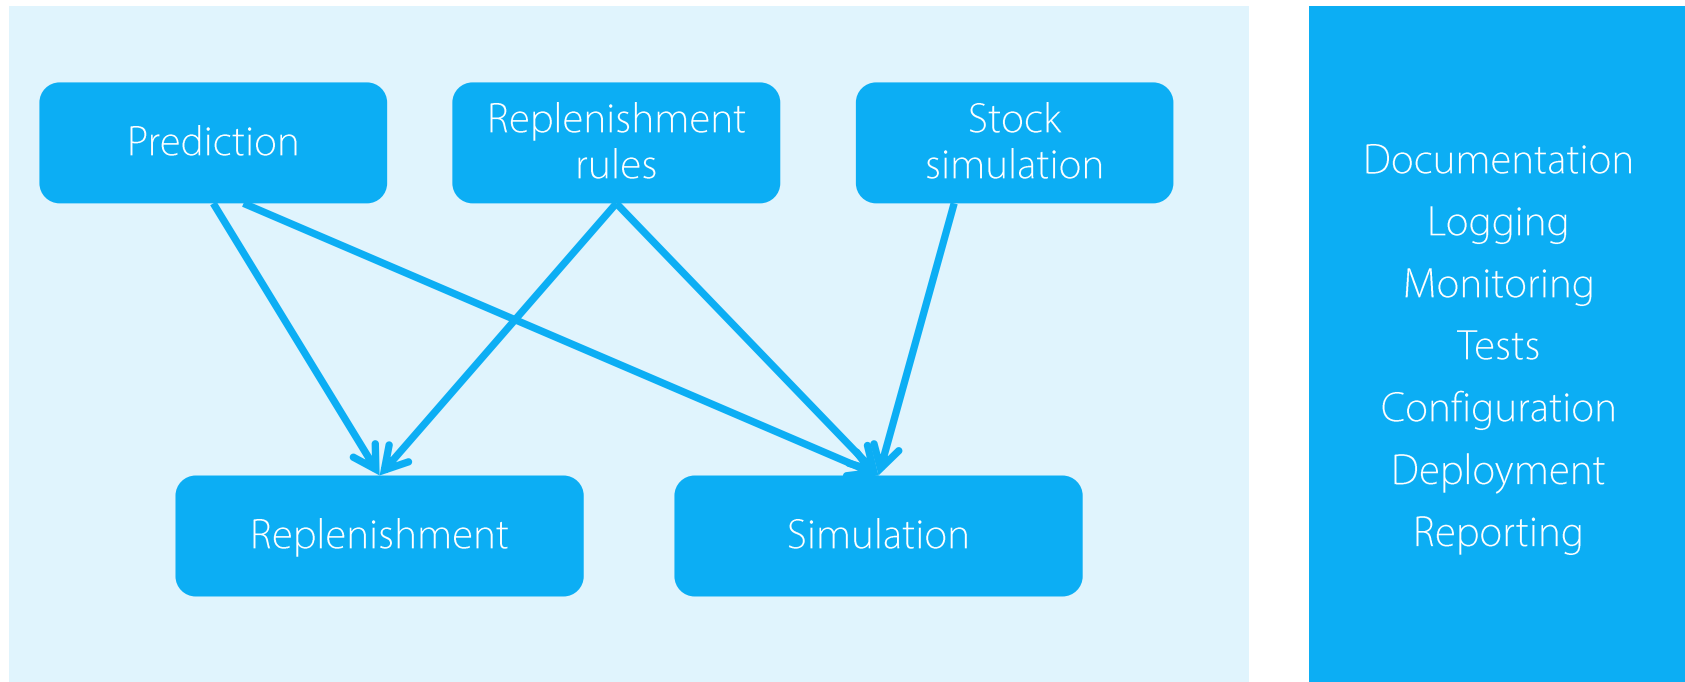 Prediction
Replenishment
rules
Stock
simulation
Replenishment
Simulation
Documentation
Logging
Monitoring
Tests
Configuration
Deployment
Reporting